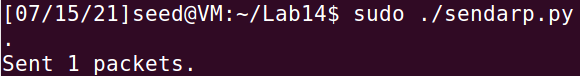 [07/15/21]seed@VM:~/Lab14$ sudo ./sendarp.py
.
Sent 1 packets.